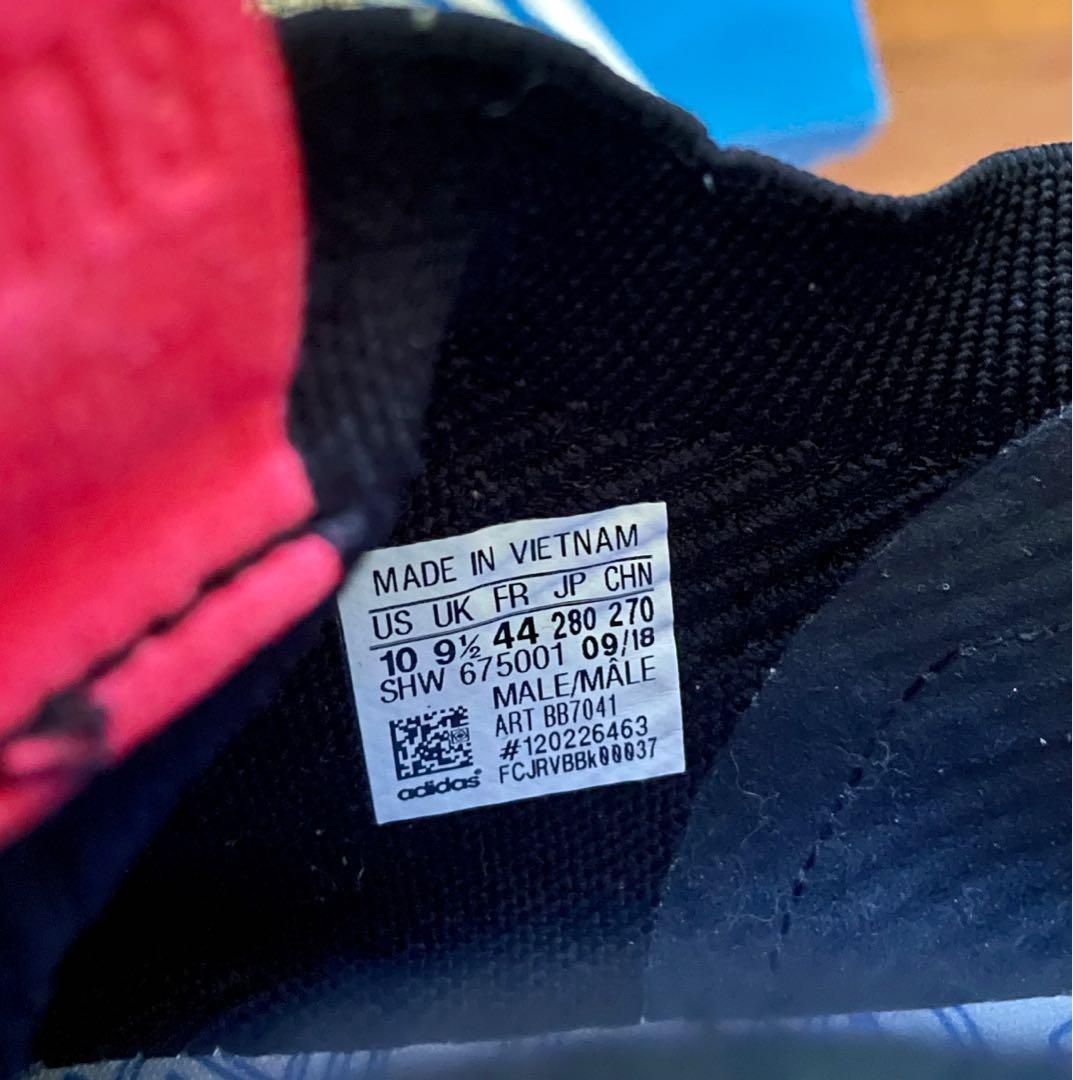 MADE IN VIETNAM
US UK FR JP CHN
10 9½ 44 280 270
SHW 675001 09/18
MALE/MÂLE
ART BB7041
#120226463
FCJRVBBk00037
adidas